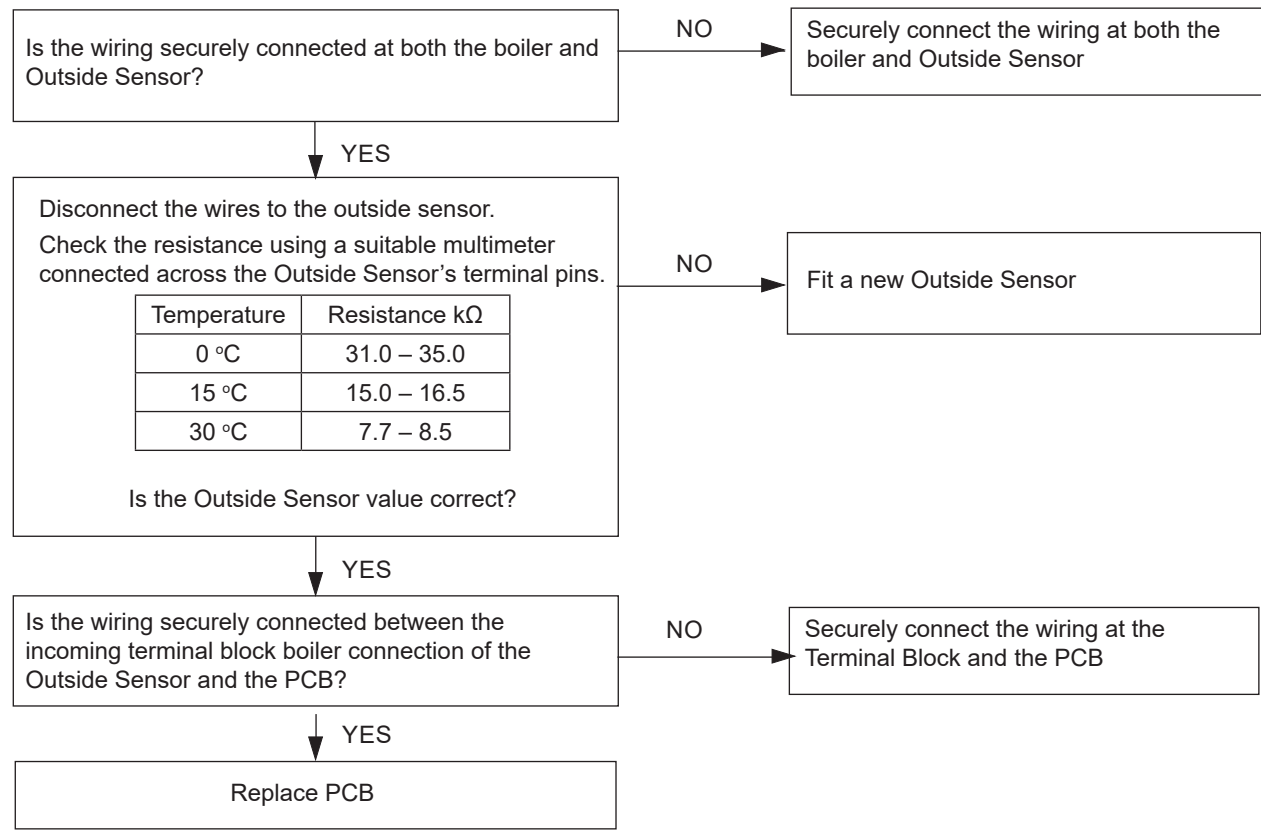 Is the wiring securely connected at both the boiler and
Outside Sensor?
NO
Securely connect the wiring at both the
boiler and Outside Sensor
YES
Disconnect the wires to the outside sensor.
Check the resistance using a suitable multimeter
connected across the Outside Sensor’s terminal pins.
Temperature Resistance kΩ
0 °C 31.0 – 35.0
15 °C 15.0 – 16.5
30 °C 7.7 – 8.5
Is the Outside Sensor value correct?
NO
Fit a new Outside Sensor
YES
Is the wiring securely connected between the
incoming terminal block boiler connection of the
Outside Sensor and the PCB?
NO
Securely connect the wiring at the
Terminal Block and the PCB
YES
Replace PCB